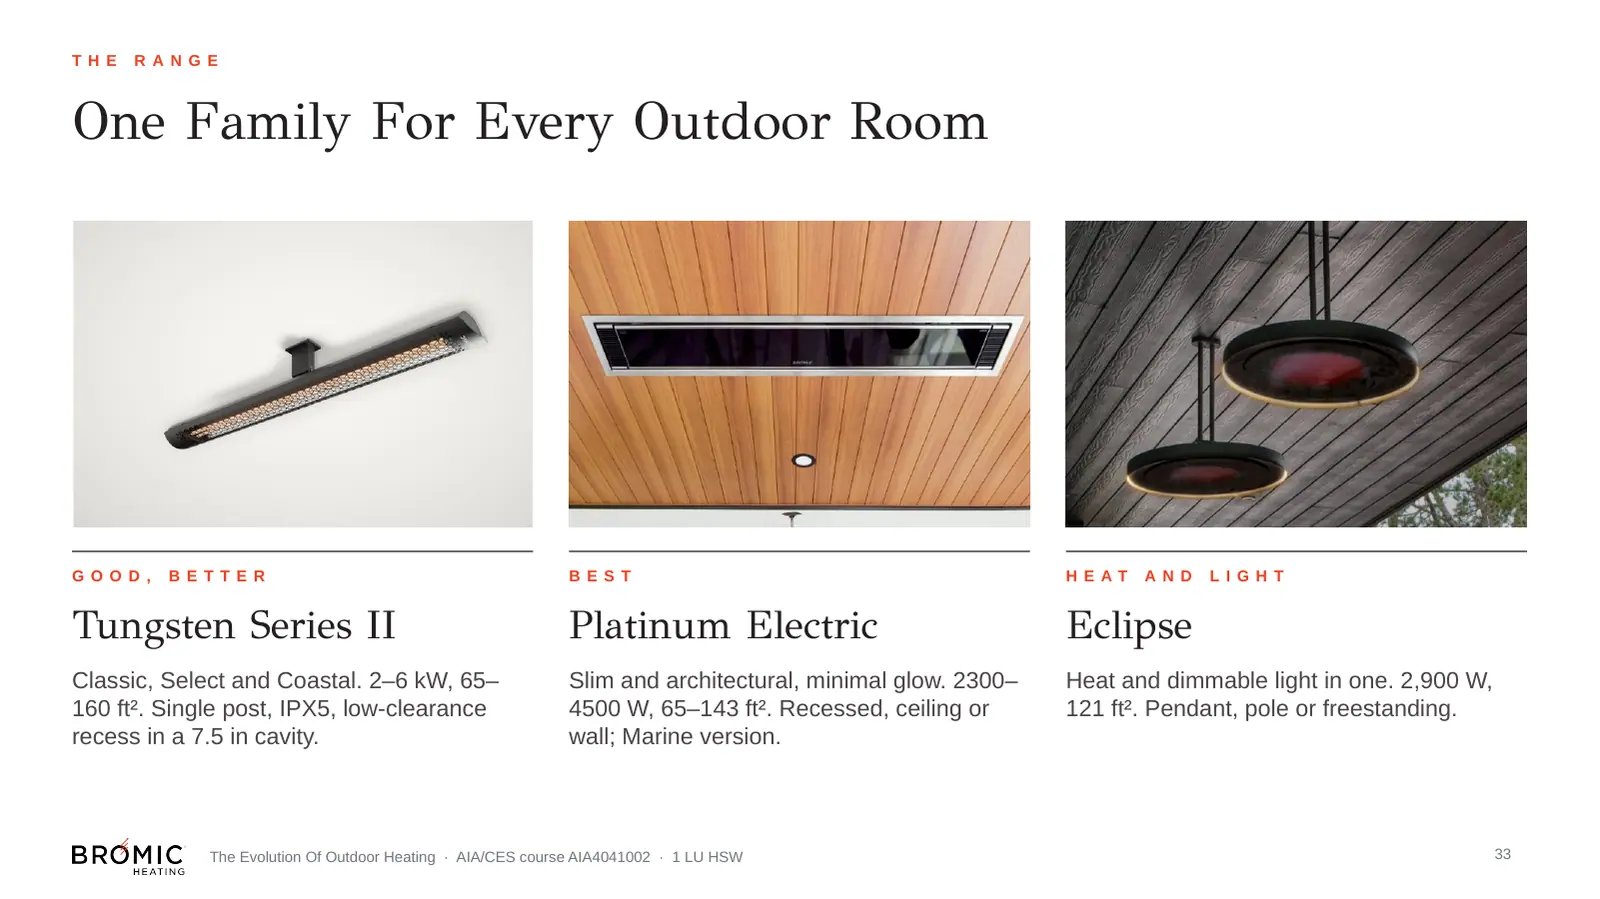 THE RANGE
One Family For Every Outdoor Room
GOOD, BETTER
Tungsten Series II
Classic, Select and Coastal. 2–6 kW, 65–
160 ft². Single post, IPX5, low-clearance
recess in a 7.5 in cavity.
BEST
Platinum Electric
Slim and architectural, minimal glow. 2300–
4500 W, 65–143 ft². Recessed, ceiling or
wall; Marine version.
HEAT AND LIGHT
Eclipse
Heat and dimmable light in one. 2,900 W,
121 ft². Pendant, pole or freestanding.
BROMIC
HEATING
The Evolution Of Outdoor Heating · AIA/CES course AIA4041002 · 1 LU HSW
33